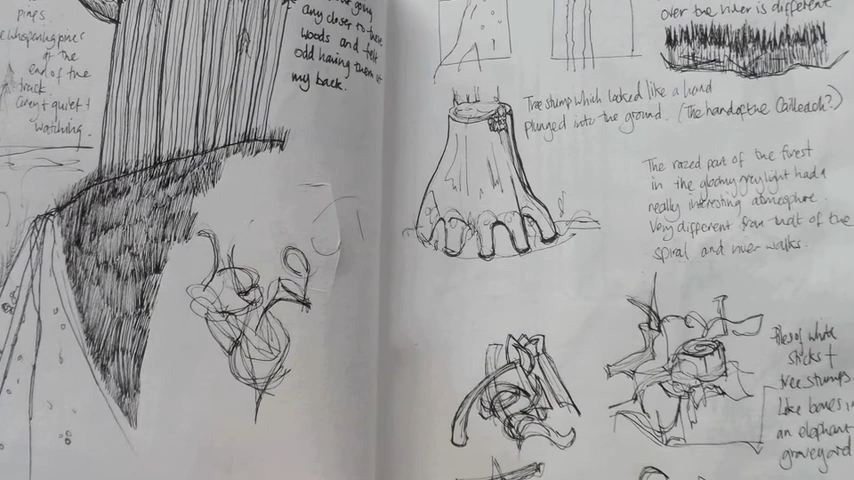 pines
whispering pines
of the
end of the
track.
Grey + quiet +
watching.
going
any closer to these
woods and felt
odd having them at
my back.
over the river is different
Tree stump which looked like a hand
plunged into the ground. (The hand of the Cailleach?)
The razed part of the forest
in the gloomy grey light had a
really interesting atmosphere.
Very different from that of the
spiral and river walks.
Piles of white
sticks +
tree stumps.
Like bones in
an elephant
graveyard